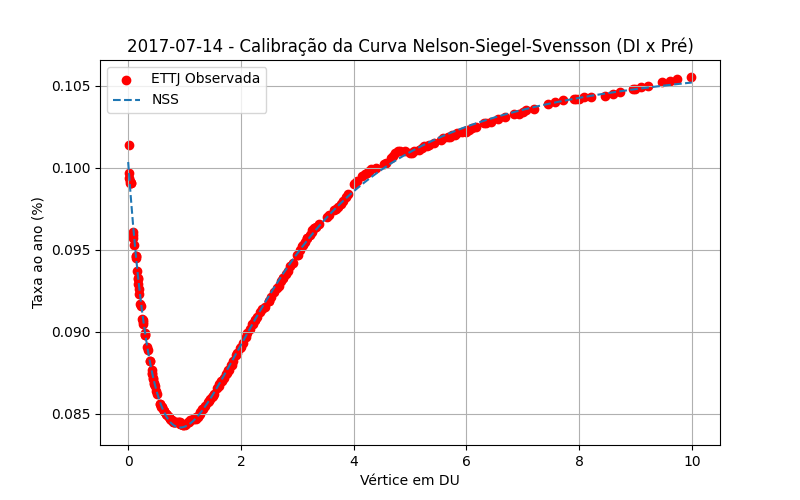 2017-07-14 - Calibração da Curva Nelson-Siegel-Svensson (DI x Pré)
ETTJ Observada
NSS
Taxa ao ano (%)
0.105
0.100
0.095
0.090
0.085
0 2 4 6 8 10
Vértice em DU